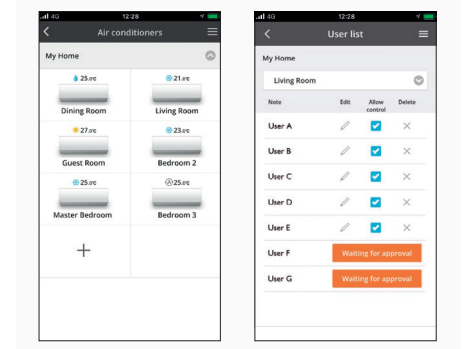 4G 12:28
Air conditioners
My Home
25.0℃ 21.0℃
Dining Room Living Room
27.0℃ 23.0℃
Guest Room Bedroom 2
25.0℃ 25.0℃
Master Bedroom Bedroom 3
4G 12:28
User list
My Home
Living Room
Note Edit Allow control Delete
User A
User B
User C
User D
User E
User F Waiting for approval
User G Waiting for approval